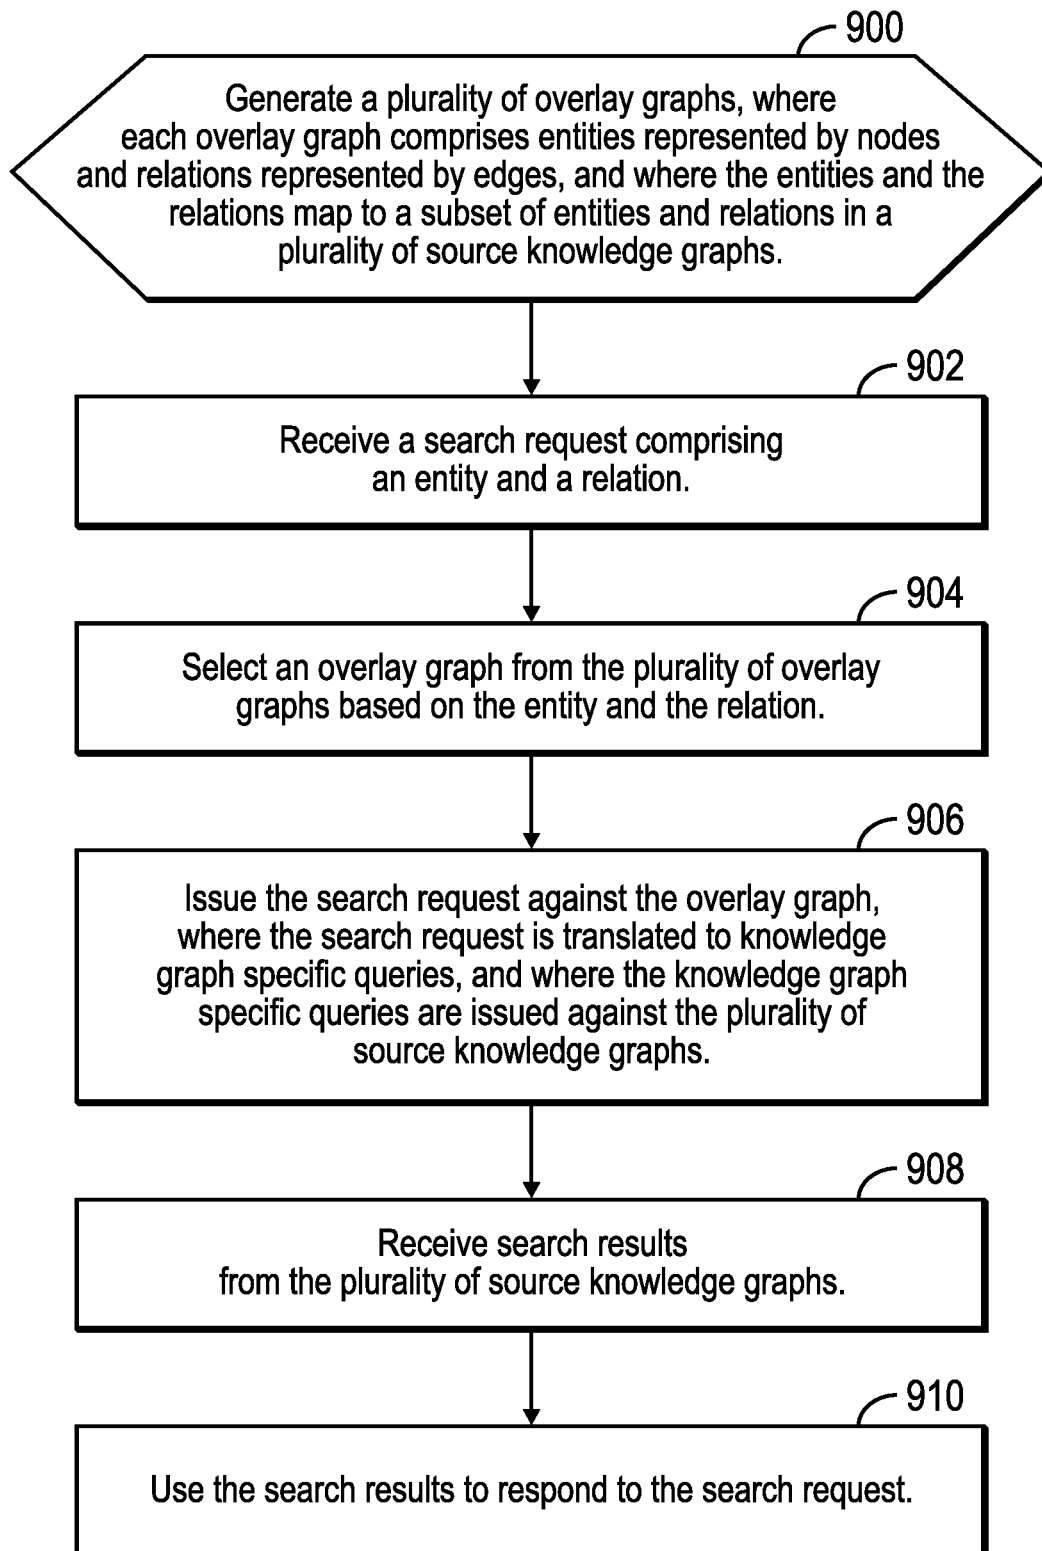 900
Generate a plurality of overlay graphs, where
each overlay graph comprises entities represented by nodes
and relations represented by edges, and where the entities and the
relations map to a subset of entities and relations in a
plurality of source knowledge graphs.
902
Receive a search request comprising
an entity and a relation.
904
Select an overlay graph from the plurality of overlay
graphs based on the entity and the relation.
906
Issue the search request against the overlay graph,
where the search request is translated to knowledge
graph specific queries, and where the knowledge graph
specific queries are issued against the plurality of
source knowledge graphs.
908
Receive search results
from the plurality of source knowledge graphs.
910
Use the search results to respond to the search request.